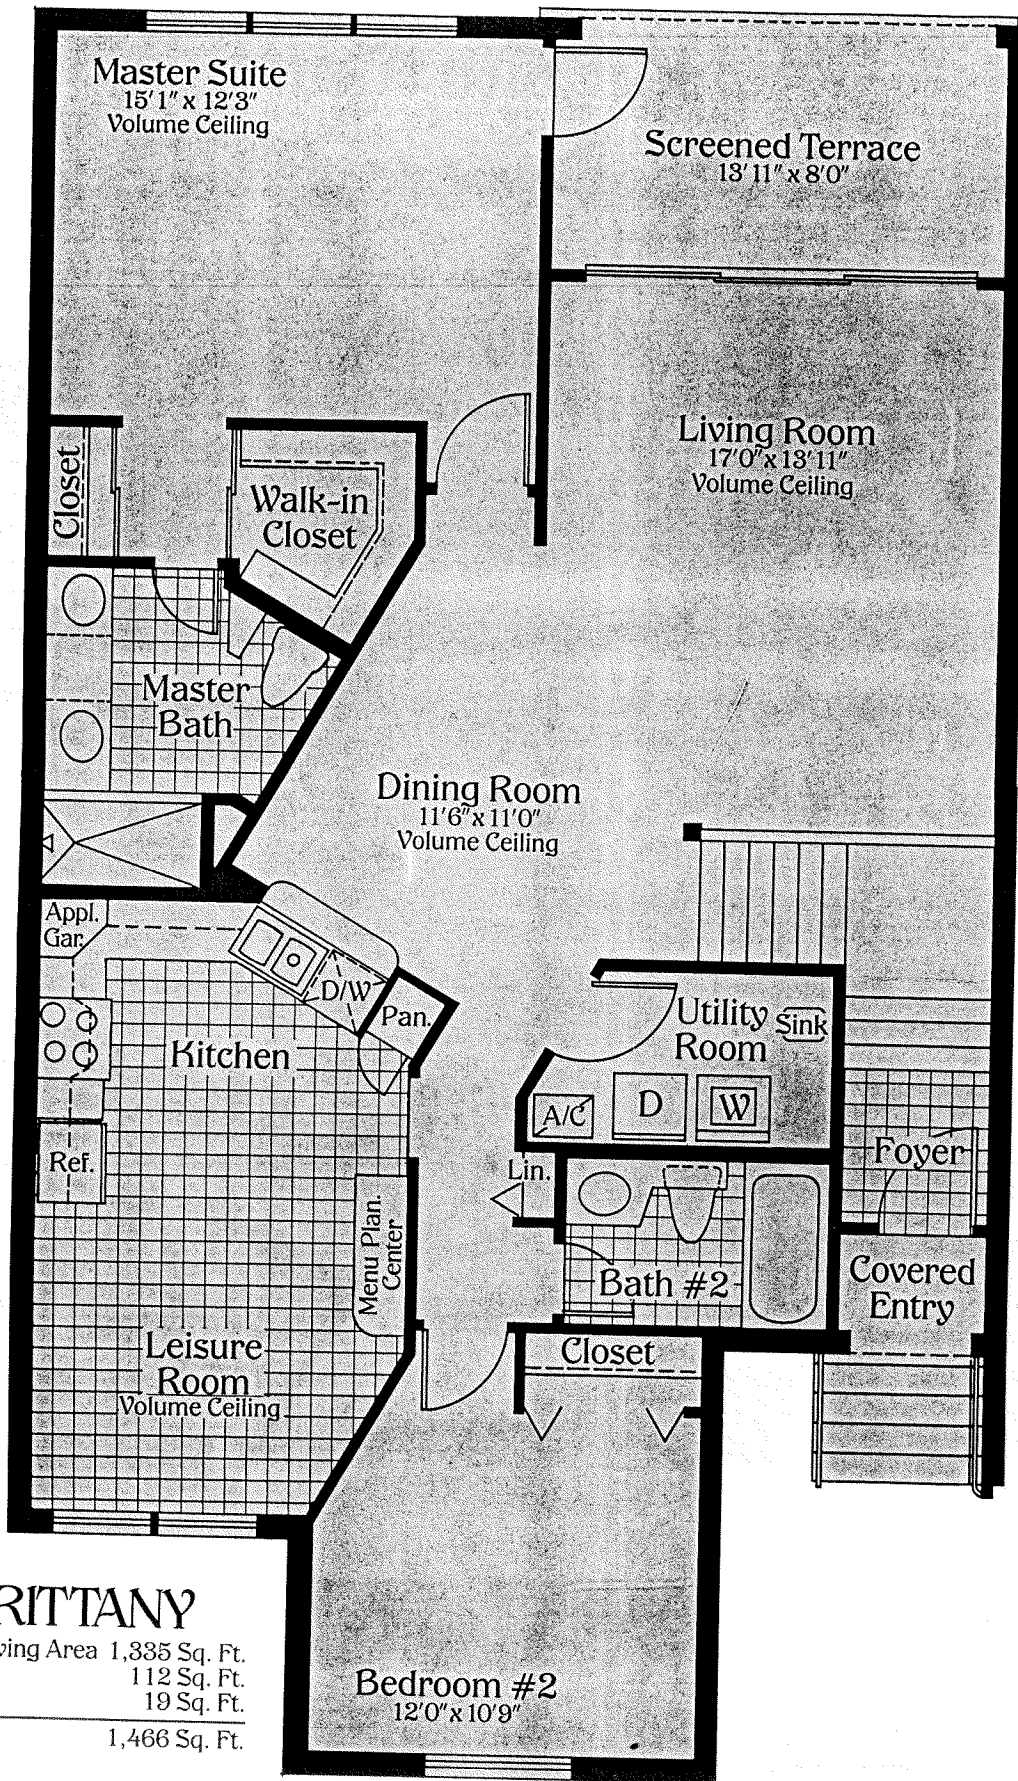 Master Suite
15'1" x 12'3"
Volume Ceiling
Screened Terrace
13'11" x 8'0"
Living Room
17'0" x 13'11"
Volume Ceiling
Closet
Walk-in
Closet
Master
Bath
Dining Room
11'6" x 11'0"
Volume Ceiling
Appl.
Gar.
D/W
Pan.
Kitchen
Utility
Room
Sink
A/C
D
W
Ref.
Lin.
Foyer
Menu Plan.
Center
Bath #2
Covered
Entry
Leisure
Room
Volume Ceiling
Closet
RITTANY
ving Area 1,335 Sq. Ft.
112 Sq. Ft.
19 Sq. Ft.
1,466 Sq. Ft.
Bedroom #2
12'0" x 10'9"